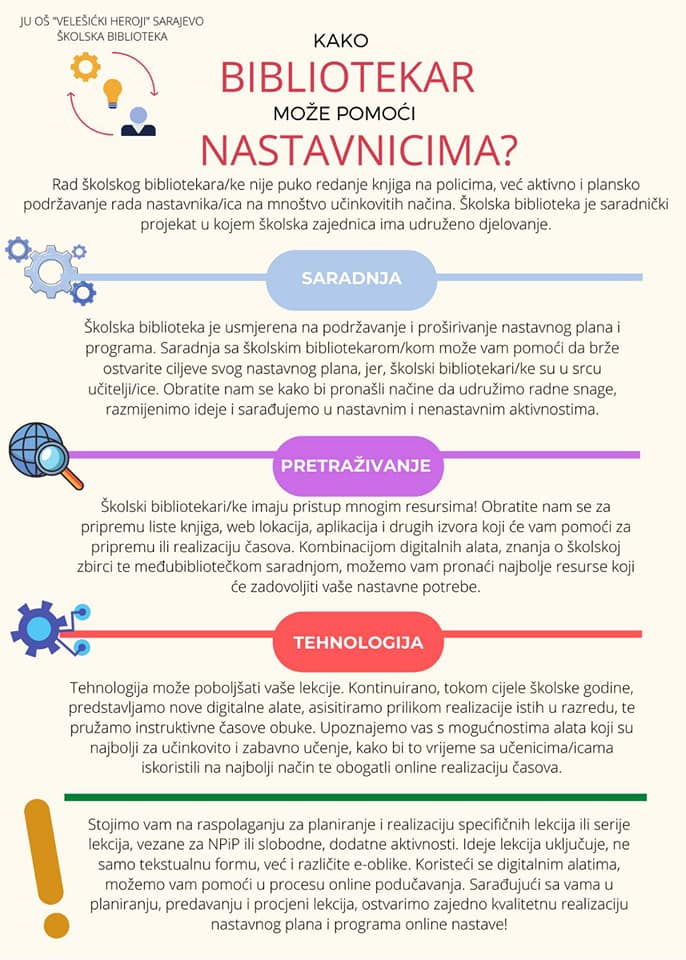 JU OŠ "VELEŠIĆKI HEROJI" SARAJEVO
ŠKOLSKA BIBLIOTEKA
KAKO
BIBLIOTEKAR
MOŽE POMOĆI
NASTAVNICIMA?
Rad školskog bibliotekara/ke nije puko redanje knjiga na policima, već aktivno i plansko
podržavanje rada nastavnika/ica na mnoštvo učinkovitih načina. Školska biblioteka je saradnički
projekat u kojem školska zajednica ima udruženo djelovanje.
SARADNJA
Školska biblioteka je usmjerena na podržavanje i proširivanje nastavnog plana i
programa. Saradnja sa školskim bibliotekarom/kom može vam pomoći da brže
ostvarite ciljeve svog nastavnog plana, jer, školski bibliotekari/ke su u srcu
učitelji/ice. Obratite nam se kako bi pronašli načine da udružimo radne snage,
razmijenimo ideje i sarađujemo u nastavnim i nenastavnim aktivnostima.
PRETRAŽIVANJE
Školski bibliotekari/ke imaju pristup mnogim resursima! Obratite nam se za
pripremu liste knjiga, web lokacija, aplikacija i drugih izvora koji će vam pomoći za
pripremu ili realizaciju časova. Kombinacijom digitalnih alata, znanja o školskoj
zbirci te međubibliotečkom saradnjom, možemo vam pronaći najbolje resurse koji
će zadovoljiti vaše nastavne potrebe.
TEHNOLOGIJA
Tehnologija može poboljšati vaše lekcije. Kontinuirano, tokom cijele školske godine,
predstavljamo nove digitalne alate, asisitiramo prilikom realizacije istih u razredu, te
pružamo instruktivne časove obuke. Upoznajemo vas s mogućnostima alata koji su
najbolji za učinkovito i zabavno učenje, kako bi to vrijeme sa učenicima/icama
iskoristili na najbolji način te obogatli online realizaciju časova.
Stojimo vam na raspolaganju za planiranje i realizaciju specifičnih lekcija ili serije
lekcija, vezane za NPiP ili slobodne, dodatne aktivnosti. Ideje lekcija uključuje, ne
samo tekstualnu formu, već i različite e-oblike. Koristeći se digitalnim alatima,
možemo vam pomoći u procesu online podučavanja. Sarađujući sa vama u
planiranju, predavanju i procjeni lekcija, ostvarimo zajedno kvalitetnu realizaciju
nastavnog plana i programa online nastave!